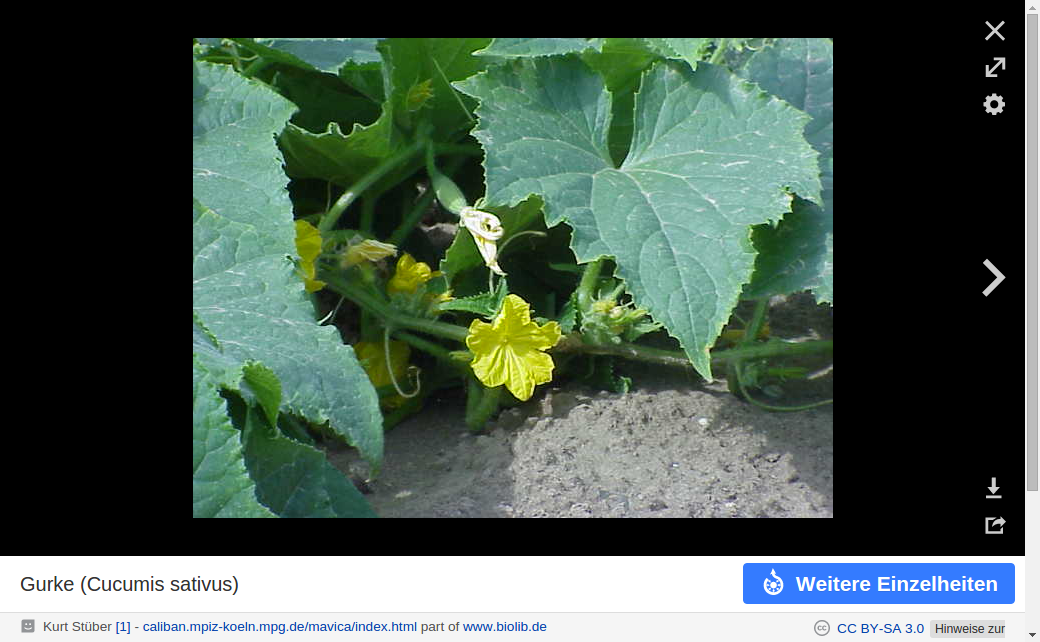 Gurke (Cucumis sativus)
Weitere Einzelheiten
Kurt Stüber [1] - caliban.mpiz-koeln.mpg.de/mavica/index.html part of www.biolib.de
cc CC BY-SA 3.0 Hinweise zur